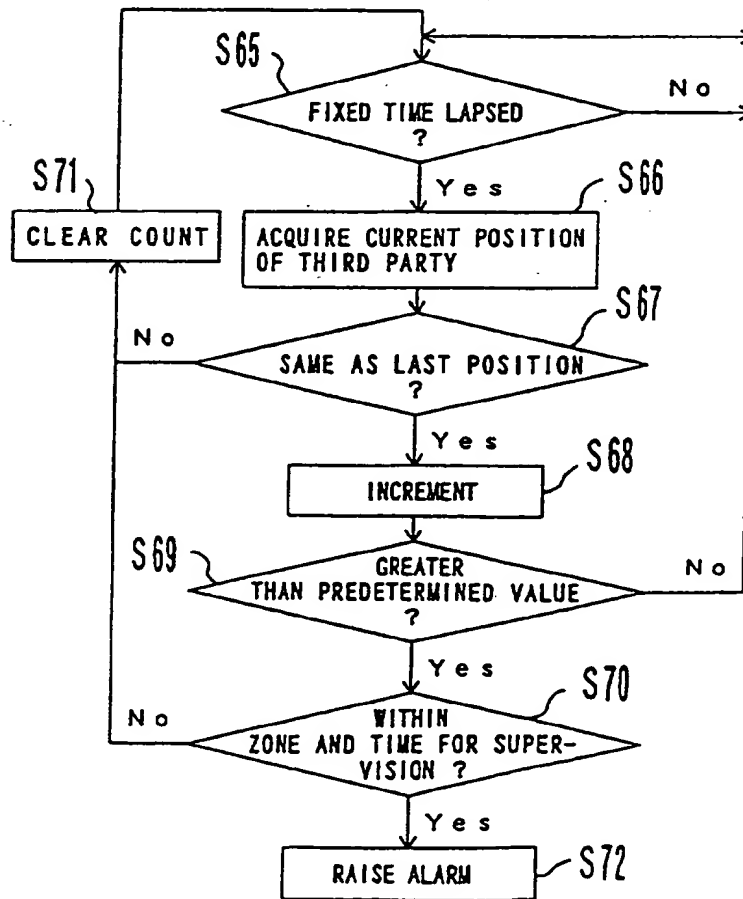 S65
FIXED TIME LAPSED
?
No
Yes
S71
CLEAR COUNT
S66
ACQUIRE CURRENT POSITION
OF THIRD PARTY
S67
No
SAME AS LAST POSITION
?
Yes
S68
INCREMENT
S69
GREATER
THAN PREDETERMINED VALUE
?
No
Yes
S70
No
WITHIN
ZONE AND TIME FOR SUPER-
VISION ?
Yes
S72
RAISE ALARM